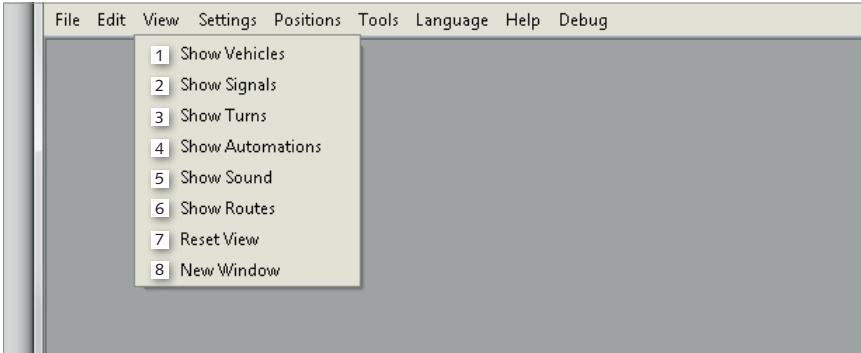 File Edit View Settings Positions Tools Language Help Debug
1 Show Vehicles
2 Show Signals
3 Show Turns
4 Show Automations
5 Show Sound
6 Show Routes
7 Reset View
8 New Window